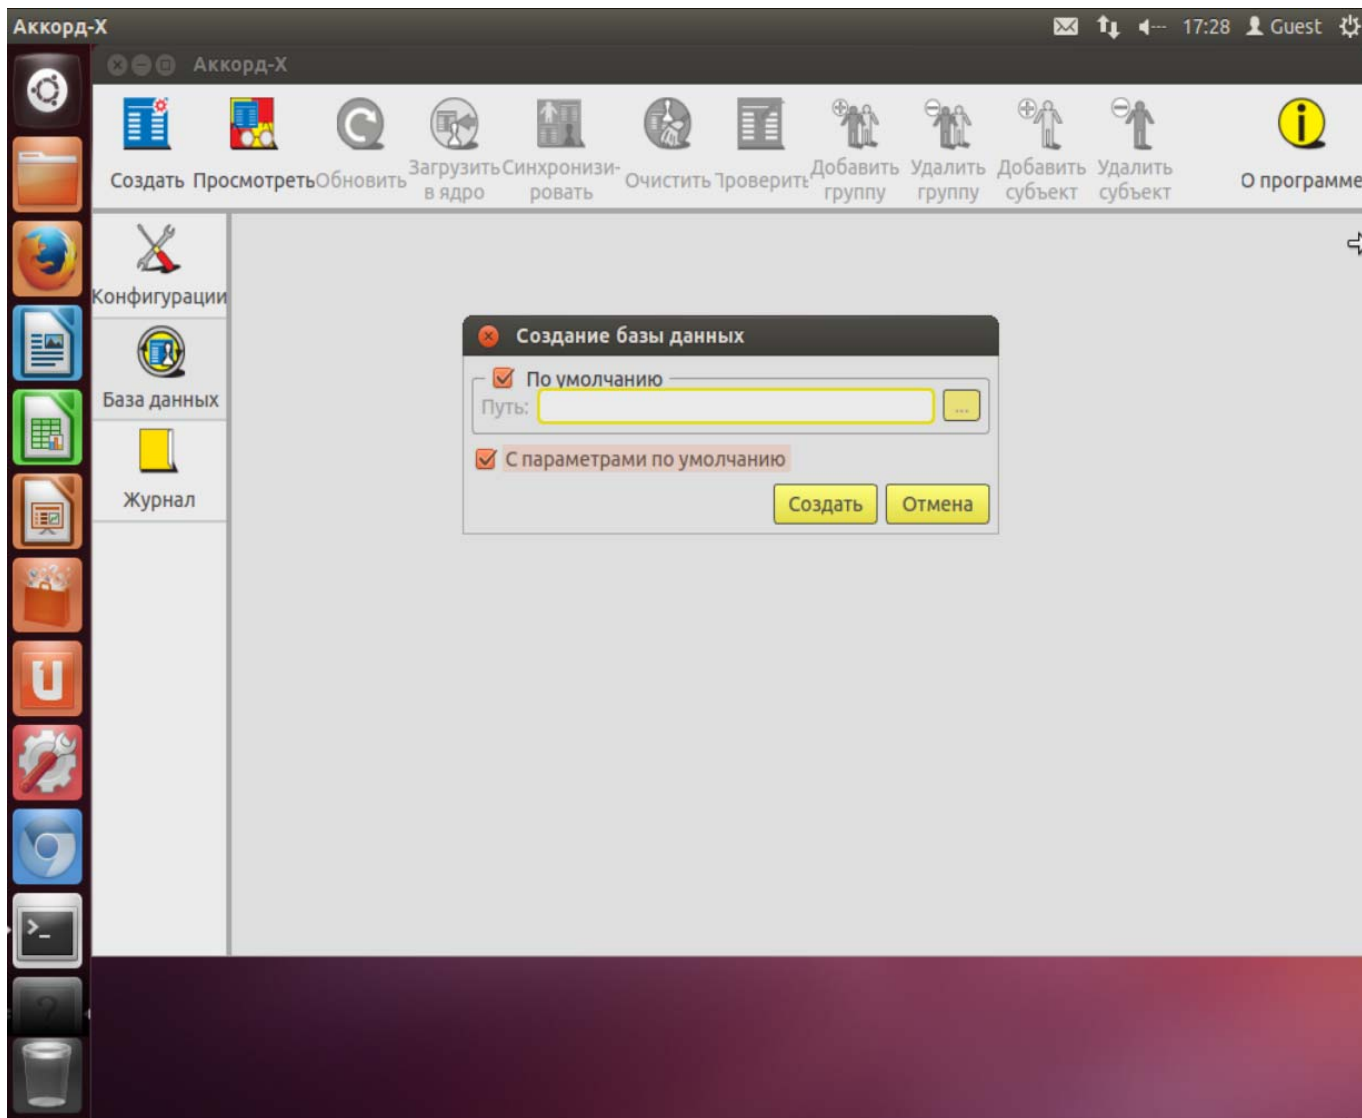 Аккорд-X
17:28 Guest
Аккорд-X
Создать Просмотреть Обновить Загрузить в ядро Синхронизи-ровать Очистить Проверить Добавить группу Удалить группу Добавить субъект Удалить субъект О программе
Конфигурации
База данных
Журнал
Создание базы данных
По умолчанию
Путь:
...
С параметрами по умолчанию
Создать Отмена